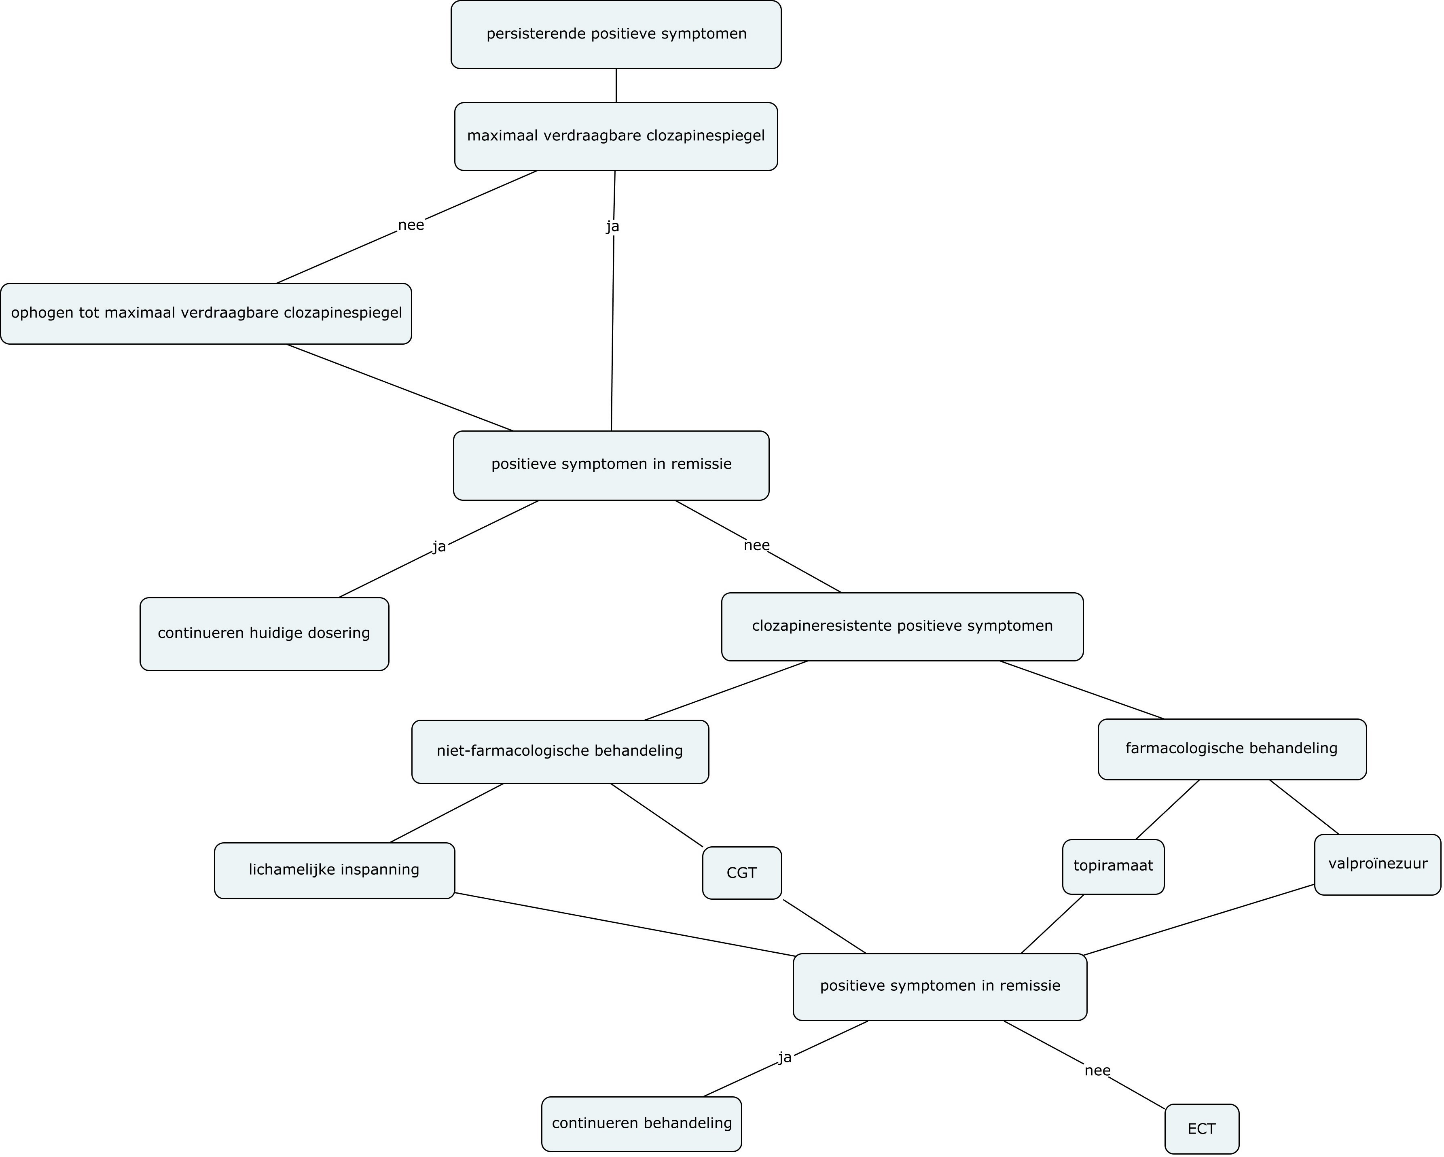 persisterende positieve symptomen
maximaal verdraagbare clozapinespiegel
nee
ja
ophogen tot maximaal verdraagbare clozapinespiegel
positieve symptomen in remissie
ja
nee
continueren huidige dosering
clozapineresistente positieve symptomen
niet-farmacologische behandeling
farmacologische behandeling
lichamelijke inspanning
CGT
topiramaat
valproïnezuur
positieve symptomen in remissie
ja
nee
continueren behandeling
ECT